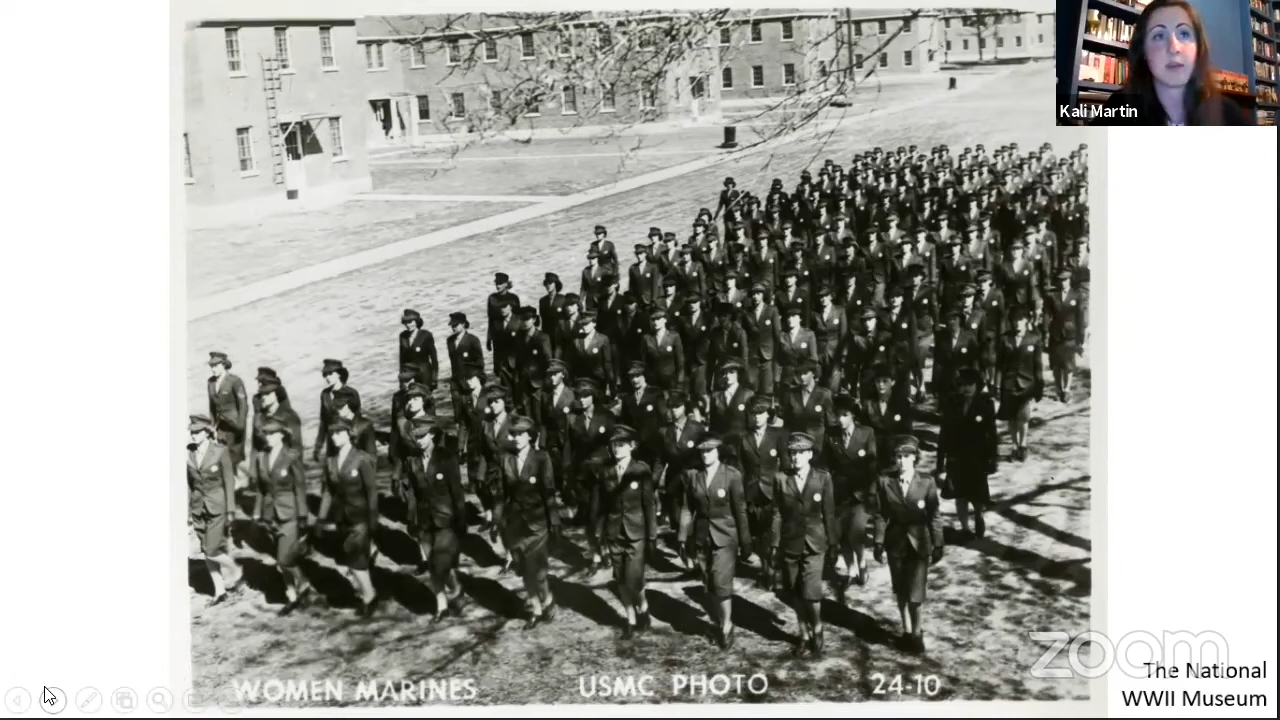 Kali Martin
WOMEN MARINES USMC PHOTO 24-10
zoom
The National
WWII Museum